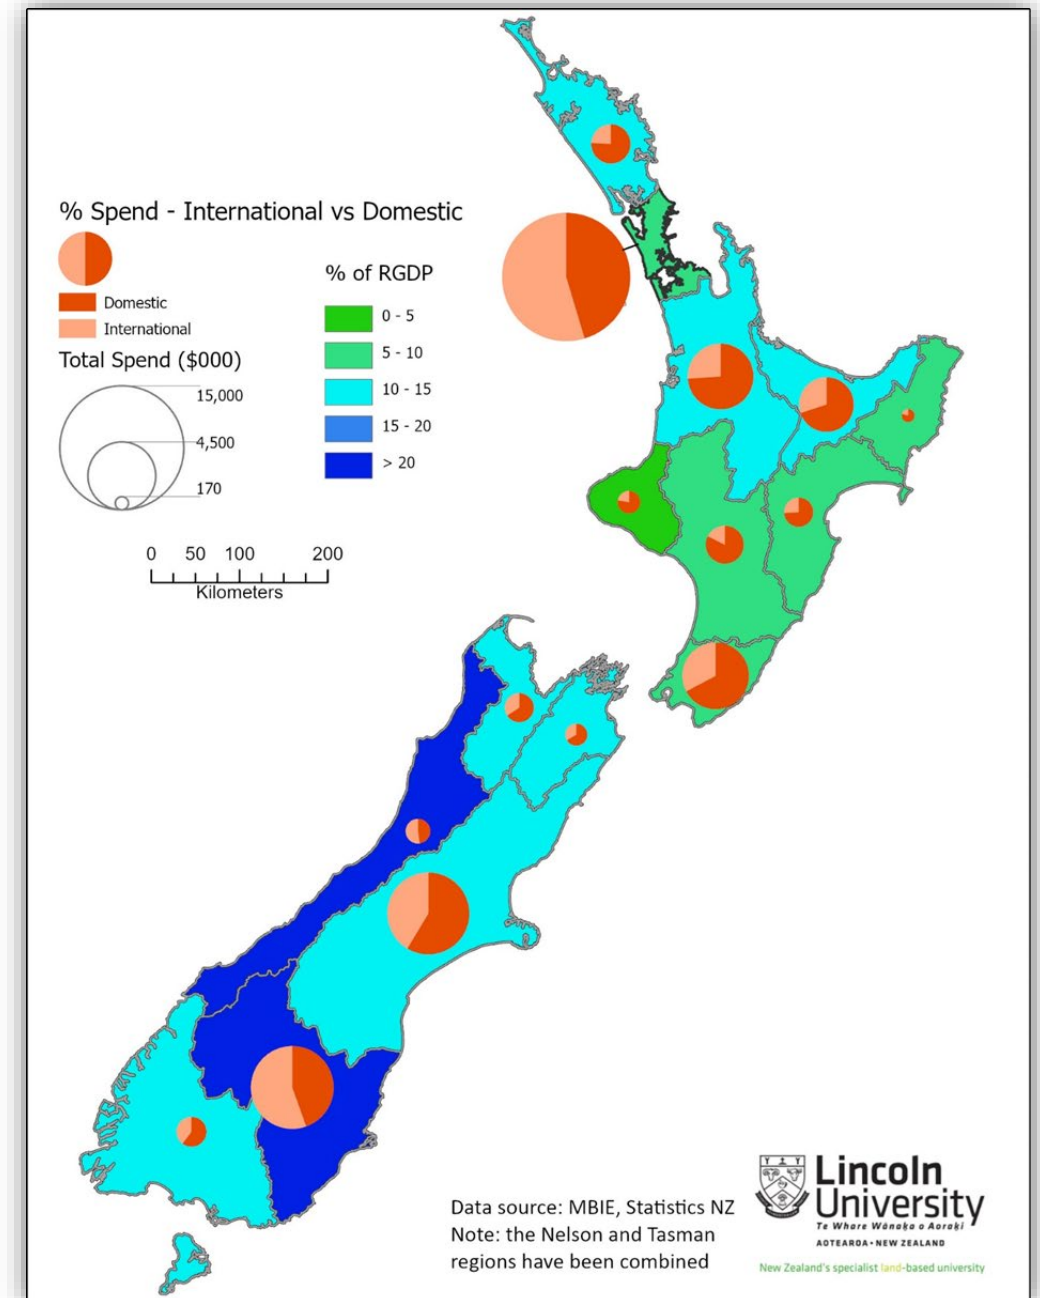 % Spend - International vs Domestic
Domestic
International
Total Spend ($000)
15,000
4,500
170
% of RGDP
0 - 5
5 - 10
10 - 15
15 - 20
> 20
0 50 100 200
Kilometers
Data source: MBIE, Statistics NZ
Note: the Nelson and Tasman
regions have been combined
Lincoln
University
Te Whare Wānaka o Aoraki
AOTEAROA • NEW ZEALAND
New Zealand's specialist land-based university